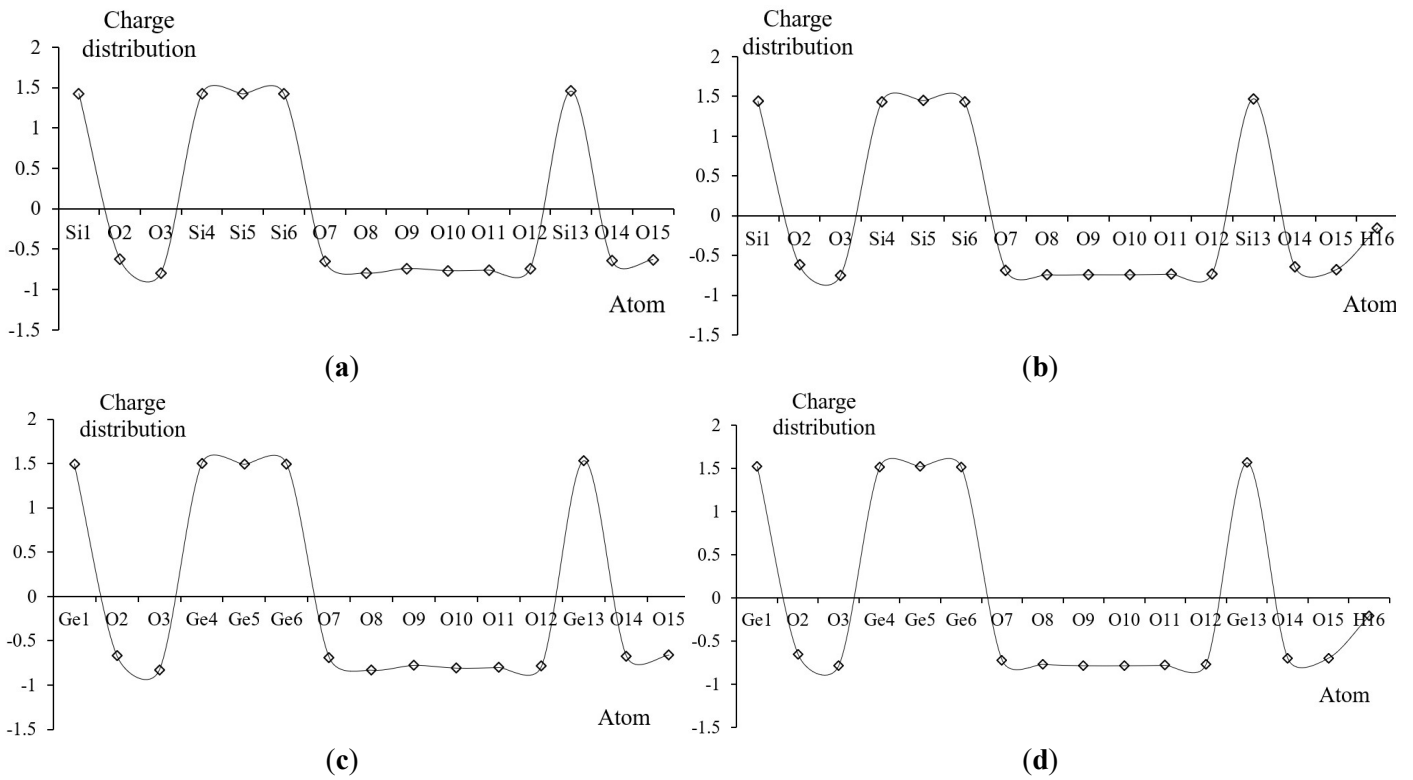 Charge
distribution
2
1.5
1
0.5
0
-0.5
-1
-1.5
Si1 O2 O3 Si4 Si5 Si6 O7 O8 O9 O10 O11 O12 Si13 O14 O15
Atom
(a)
Charge
distribution
2
1.5
1
0.5
0
-0.5
-1
-1.5
Si1 O2 O3 Si4 Si5 Si6 O7 O8 O9 O10 O11 O12 Si13 O14 O15 H16
Atom
(b)
Charge
distribution
2
1.5
1
0.5
0
-0.5
-1
-1.5
Ge1 O2 O3 Ge4 Ge5 Ge6 O7 O8 O9 O10 O11 O12 Ge13 O14 O15
Atom
(c)
Charge
distribution
2
1.5
1
0.5
0
-0.5
-1
-1.5
Ge1 O2 O3 Ge4 Ge5 Ge6 O7 O8 O9 O10 O11 O12 Ge13 O14 O15 H16
Atom
(d)